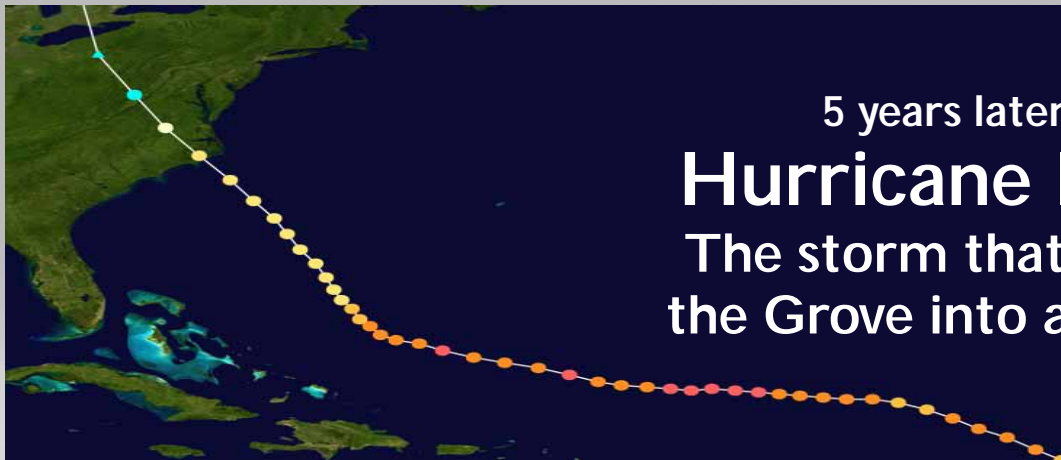 5 years later
Hurricane
The storm that
the Grove into a